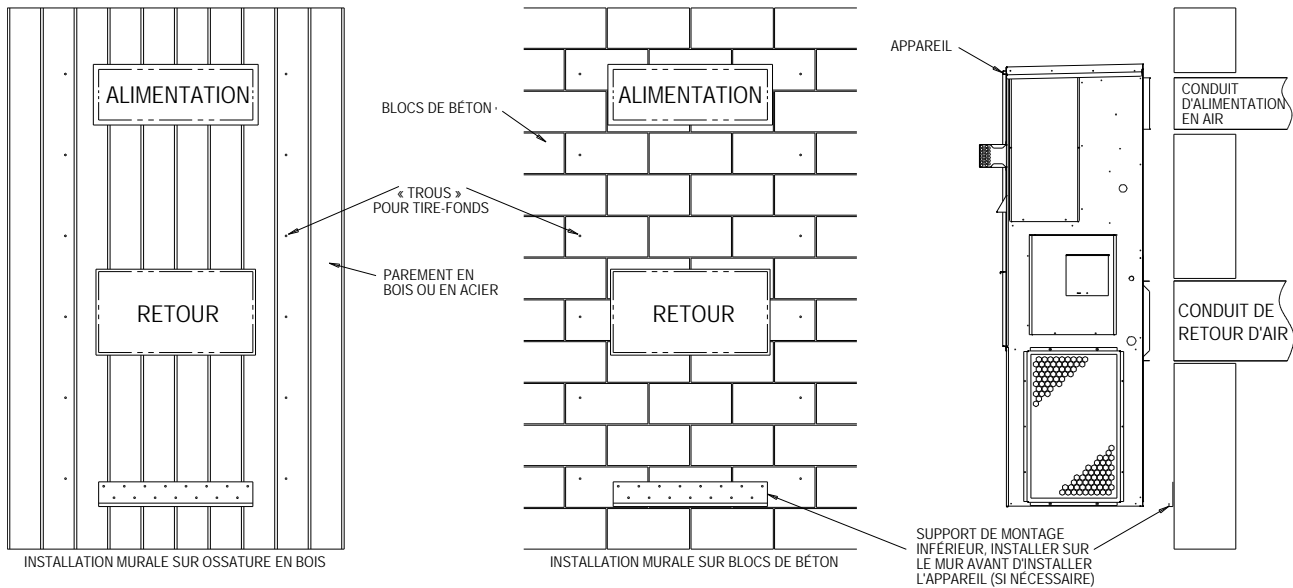 ALIMENTATION
RETOUR
INSTALLATION MURALE SUR OSSATURE EN BOIS
BLOCS DE BÉTON
« TROUS »
POUR TIRE-FONDS
PAREMENT EN
BOIS OU EN ACIER
ALIMENTATION
RETOUR
INSTALLATION MURALE SUR BLOCS DE BÉTON
APPAREIL
CONDUIT
D'ALIMENTATION
EN AIR
CONDUIT DE
RETOUR D'AIR
SUPPORT DE MONTAGE
INFÉRIEUR, INSTALLER SUR
LE MUR AVANT D'INSTALLER
L'APPAREIL (SI NÉCESSAIRE)